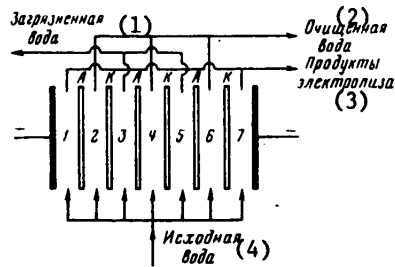 Загрязненная (1)
вода
(2)
Очищенная
вода
Продукты
электролиза
(3)
А К А К А К
1 2 3 4 5 6 7
Исходная (4)
вода